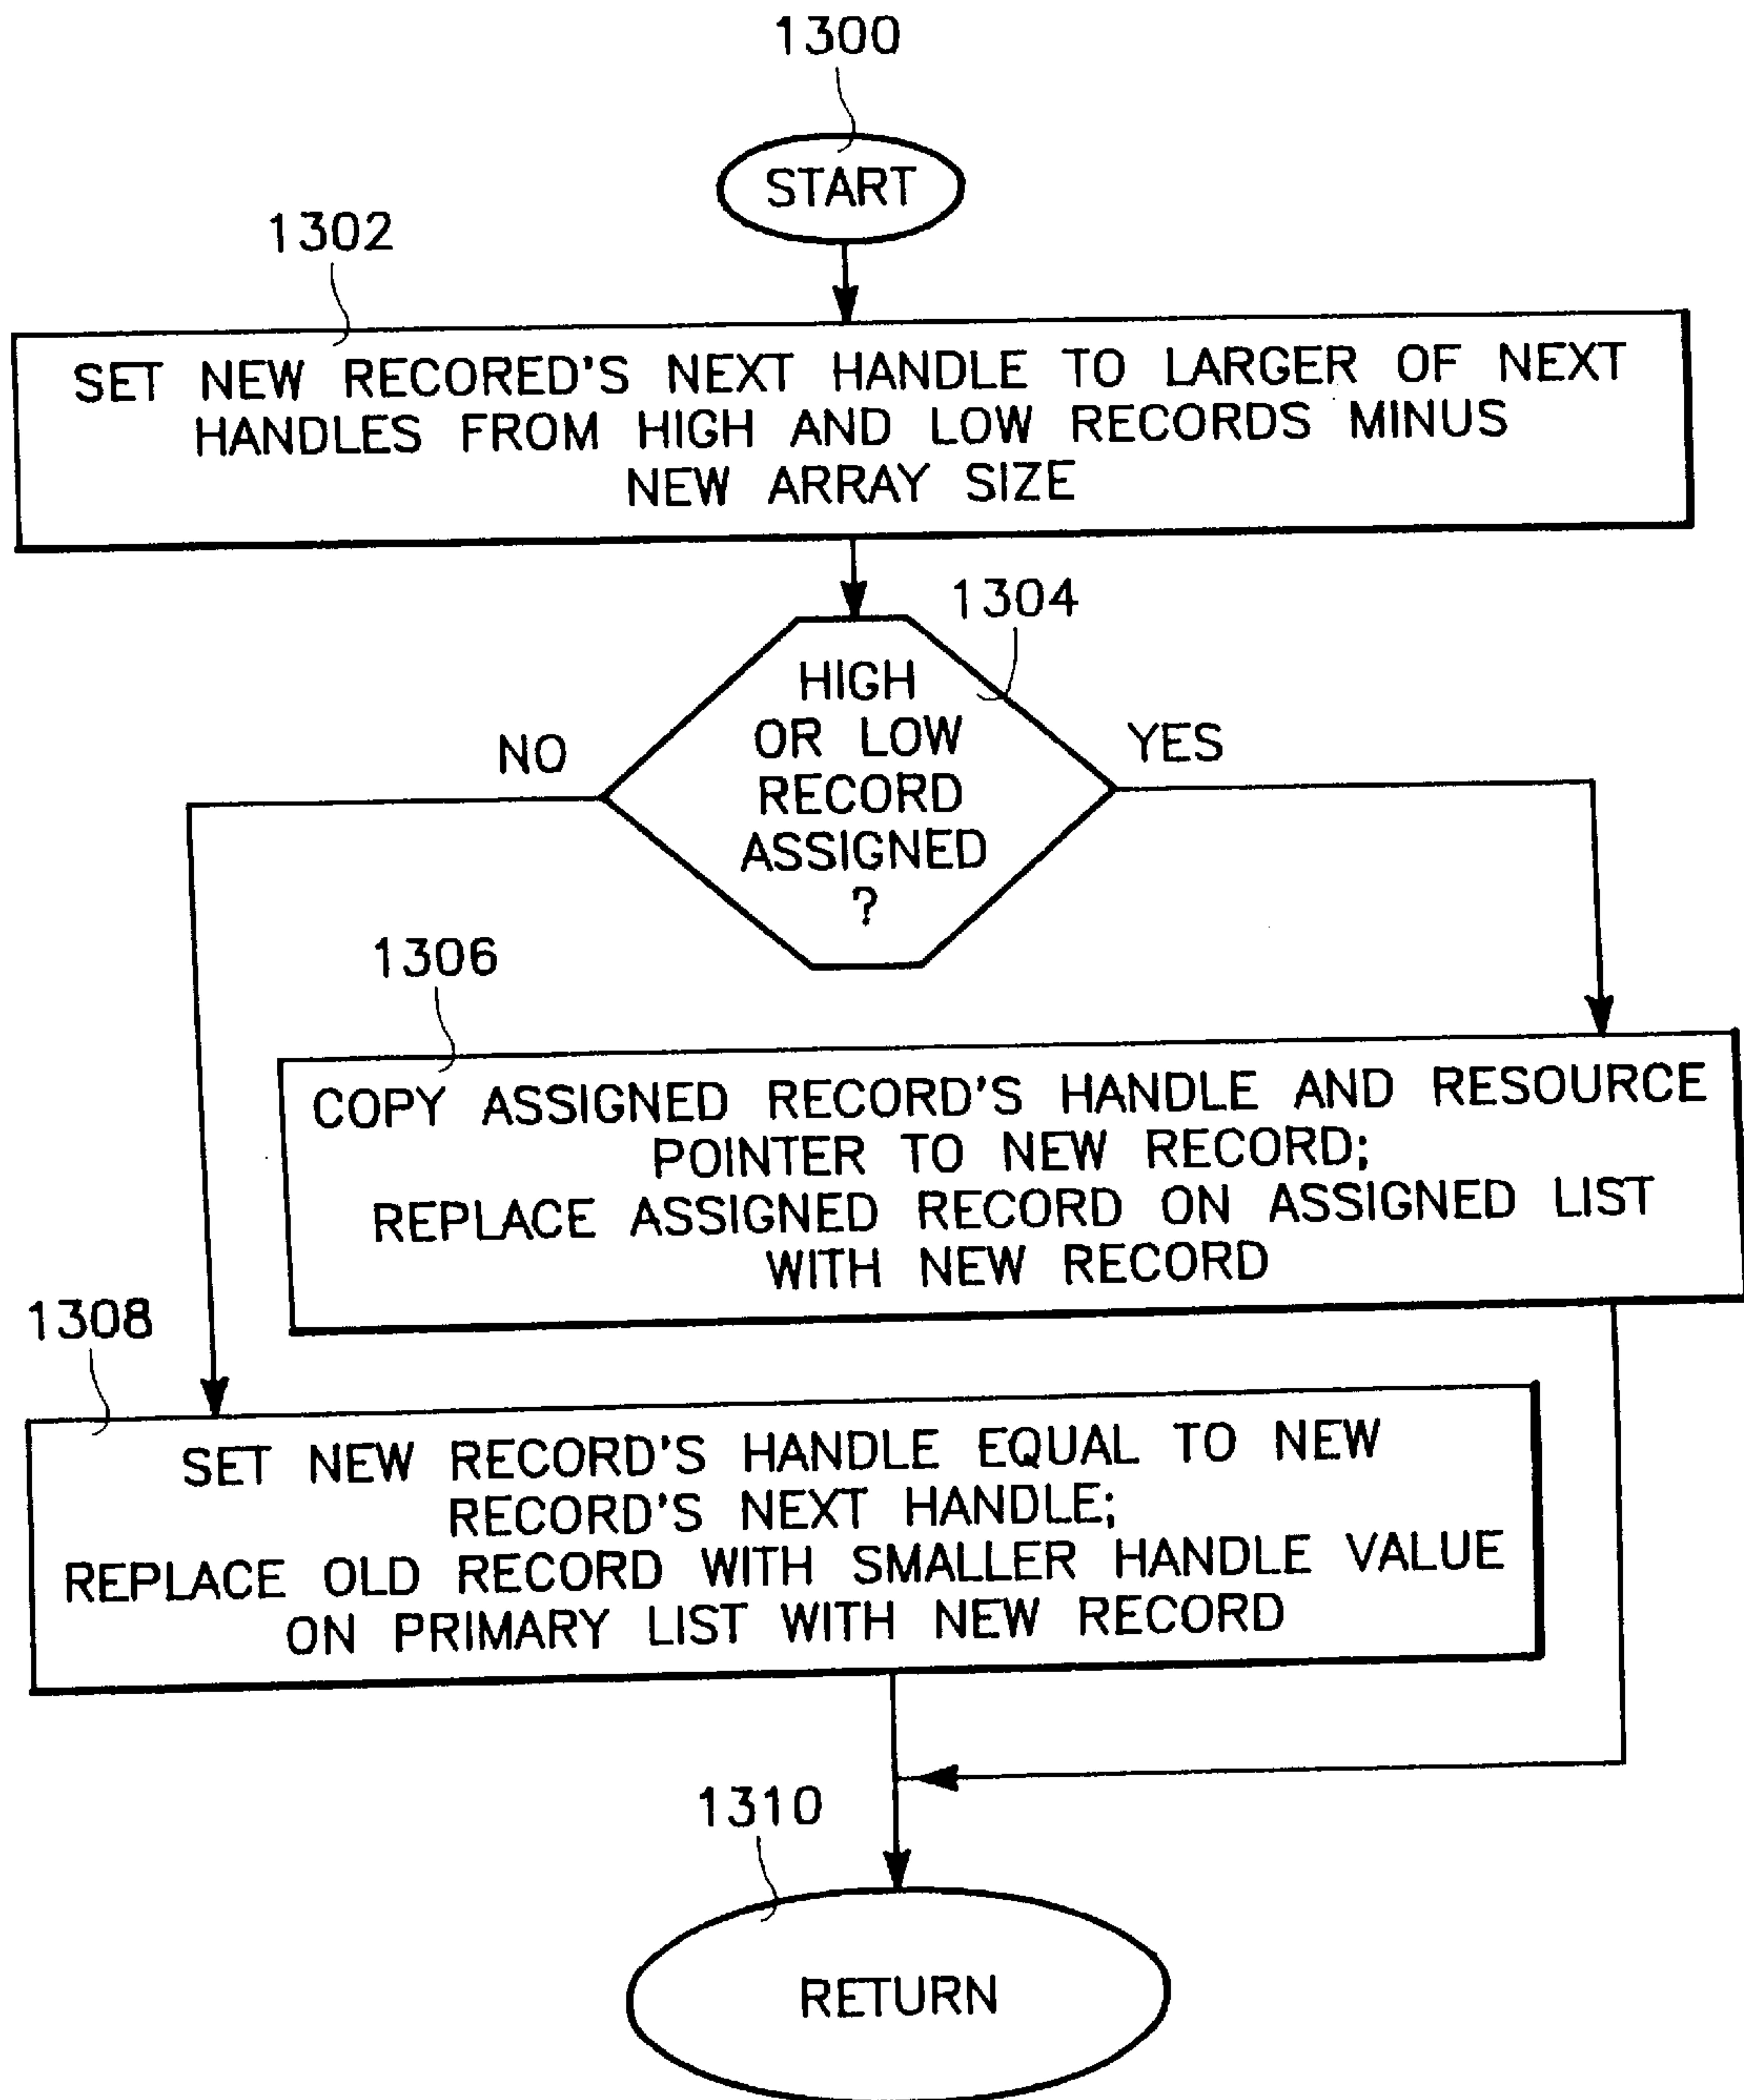 1300
START
1302
SET NEW RECORED'S NEXT HANDLE TO LARGER OF NEXT
HANDLES FROM HIGH AND LOW RECORDS MINUS
NEW ARRAY SIZE
1304
HIGH
OR LOW
RECORD
ASSIGNED
?
NO
YES
1306
COPY ASSIGNED RECORD'S HANDLE AND RESOURCE
POINTER TO NEW RECORD;
REPLACE ASSIGNED RECORD ON ASSIGNED LIST
WITH NEW RECORD
1308
SET NEW RECORD'S HANDLE EQUAL TO NEW
RECORD'S NEXT HANDLE;
REPLACE OLD RECORD WITH SMALLER HANDLE VALUE
ON PRIMARY LIST WITH NEW RECORD
1310
RETURN